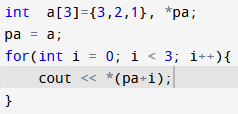 int  a[3]={3,2,1}, *pa;
pa = a;
for(int i = 0; i < 3; i++){
    cout << *(pa+i);
}